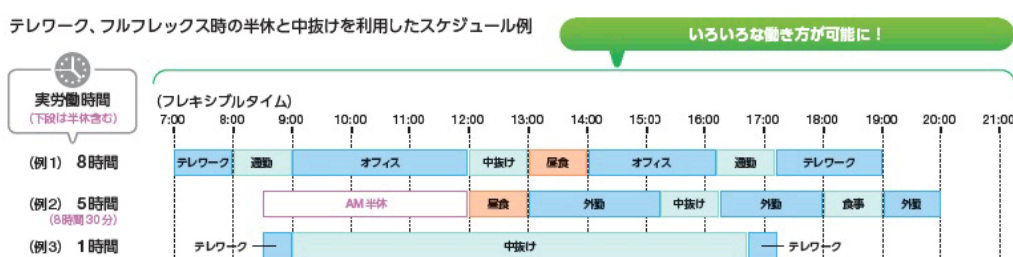 テレワーク、フルフレックス時の半休と中抜けを利用したスケジュール例
いろいろな働き方が可能に！
実労働時間
(下段は半休含む)
(フレキシブルタイム)
7:00 8:00 9:00 10:00 11:00 12:00 13:00 14:00 15:00 16:00 17:00 18:00 19:00 20:00 21:00
(例1) 8時間 テレワーク 通勤 オフィス 中抜け 昼食 オフィス 通勤 テレワーク
(例2) 5時間 AM半休 昼食 外勤 中抜け 外勤 食事 外勤
(8時間30分)
(例3) 1時間 テレワーク 中抜け テレワーク